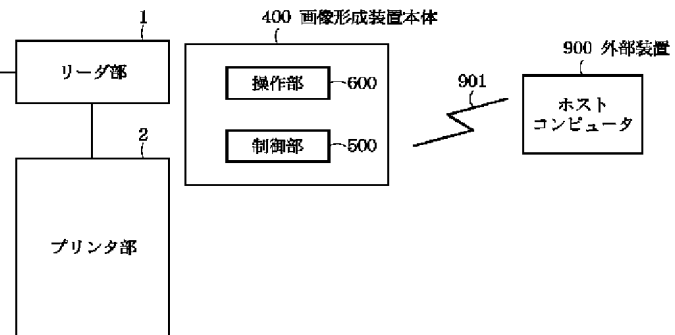 1
400 画像形成装置本体
900 外部装置
リーダ部
操作部
600
901
ホスト
コンピュータ
制御部
500
2
プリンタ部